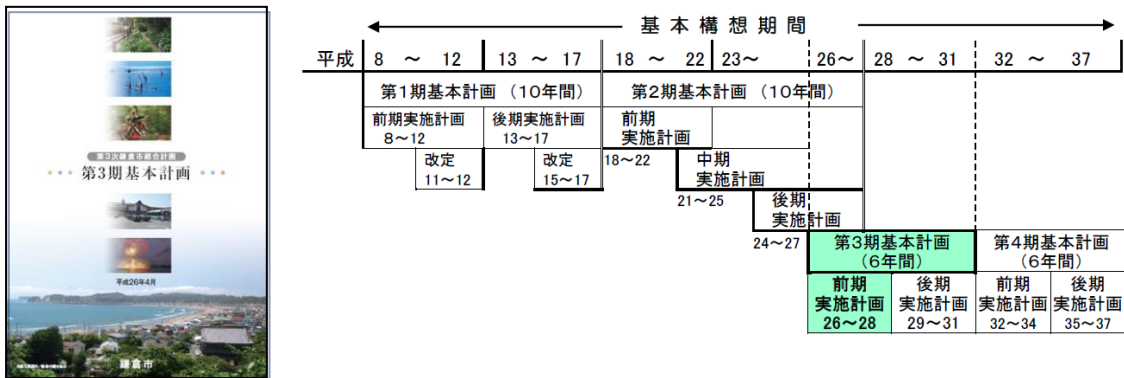 第3次鎌倉市総合計画
第3期基本計画
平成26年4月
鎌倉市
基本構想期間
平成 8 ～ 12 13 ～ 17 18 ～ 22 23～ 26～ 28 ～ 31 32 ～ 37
第1期基本計画（10年間） 第2期基本計画（10年間）
前期実施計画
8～12
後期実施計画
13～17
前期
実施計画
18～22
改定
11～12
改定
15～17
中期
実施計画
21～25
後期
実施計画
24～27
第3期基本計画
（6年間）
第4期基本計画
（6年間）
前期
実施計画
26～28
後期
実施計画
29～31
前期
実施計画
32～34
後期
実施計画
35～37